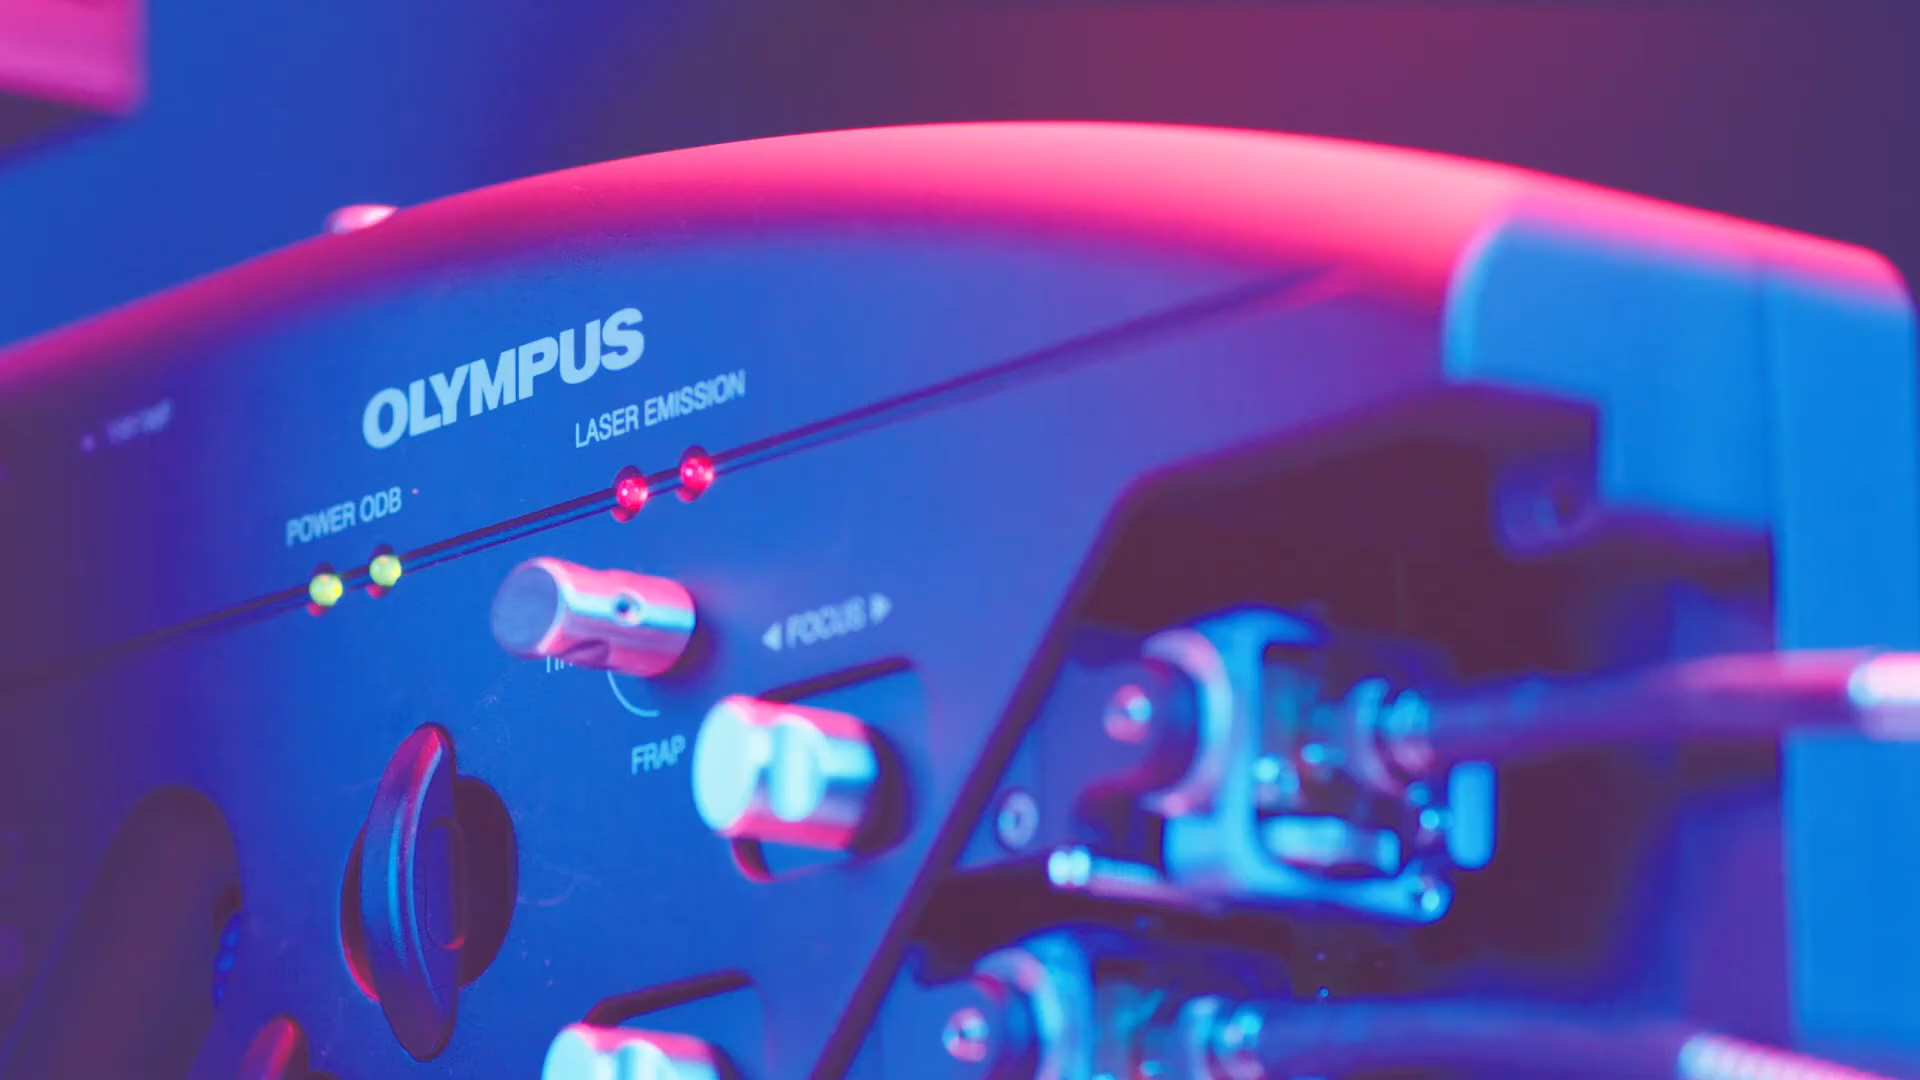 OLYMPUS
LASER EMISSION
POWER ODB
◀ FOCUS ▶
FRAP